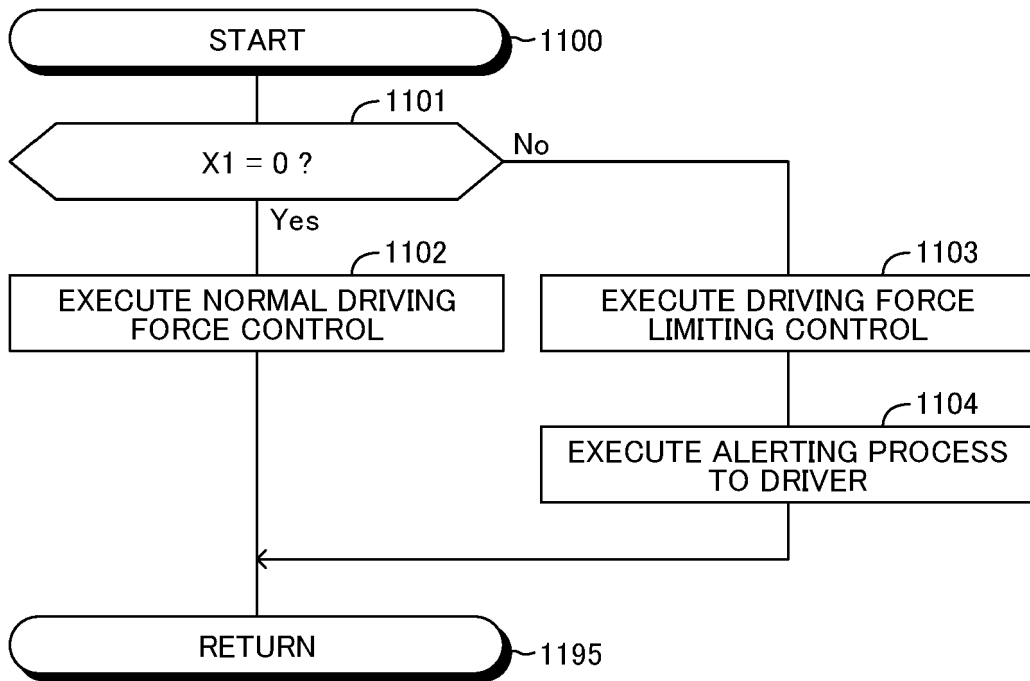 START
1100
1101
X1 = 0 ?
No
Yes
1102
EXECUTE NORMAL DRIVING
FORCE CONTROL
1103
EXECUTE DRIVING FORCE
LIMITING CONTROL
1104
EXECUTE ALERTING PROCESS
TO DRIVER
RETURN
1195